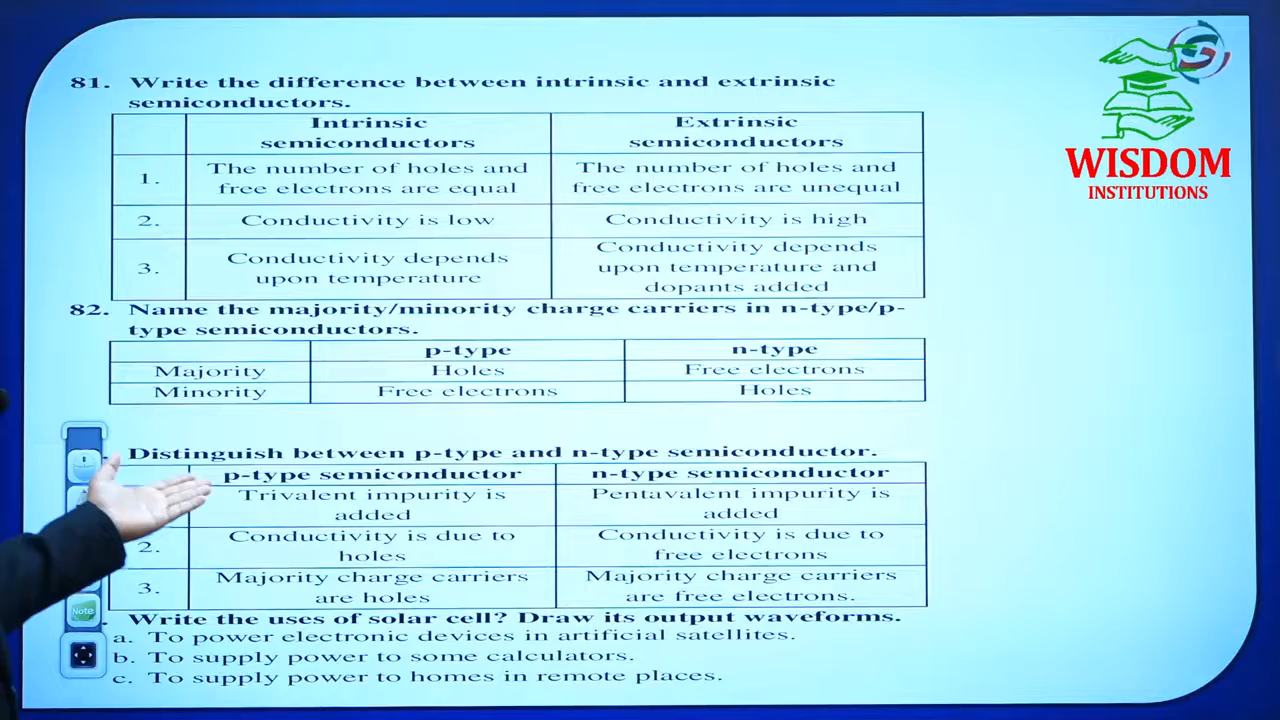 81. Write the difference between intrinsic and extrinsic
semiconductors.
Intrinsic semiconductors
Extrinsic semiconductors
1.
The number of holes and free electrons are equal
The number of holes and free electrons are unequal
2.
Conductivity is low
Conductivity is high
3.
Conductivity depends upon temperature
Conductivity depends upon temperature and dopants added
82. Name the majority/minority charge carriers in n-type/p-
type semiconductors.
p-type
n-type
Majority
Holes
Free electrons
Minority
Free electrons
Holes
Distinguish between p-type and n-type semiconductor.
p-type semiconductor
n-type semiconductor
Trivalent impurity is added
Pentavalent impurity is added
2.
Conductivity is due to holes
Conductivity is due to free electrons
3.
Majority charge carriers are holes
Majority charge carriers are free electrons.
Write the uses of solar cell? Draw its output waveforms.
a. To power electronic devices in artificial satellites.
b. To supply power to some calculators.
c. To supply power to homes in remote places.
Note
WISDOM
INSTITUTIONS